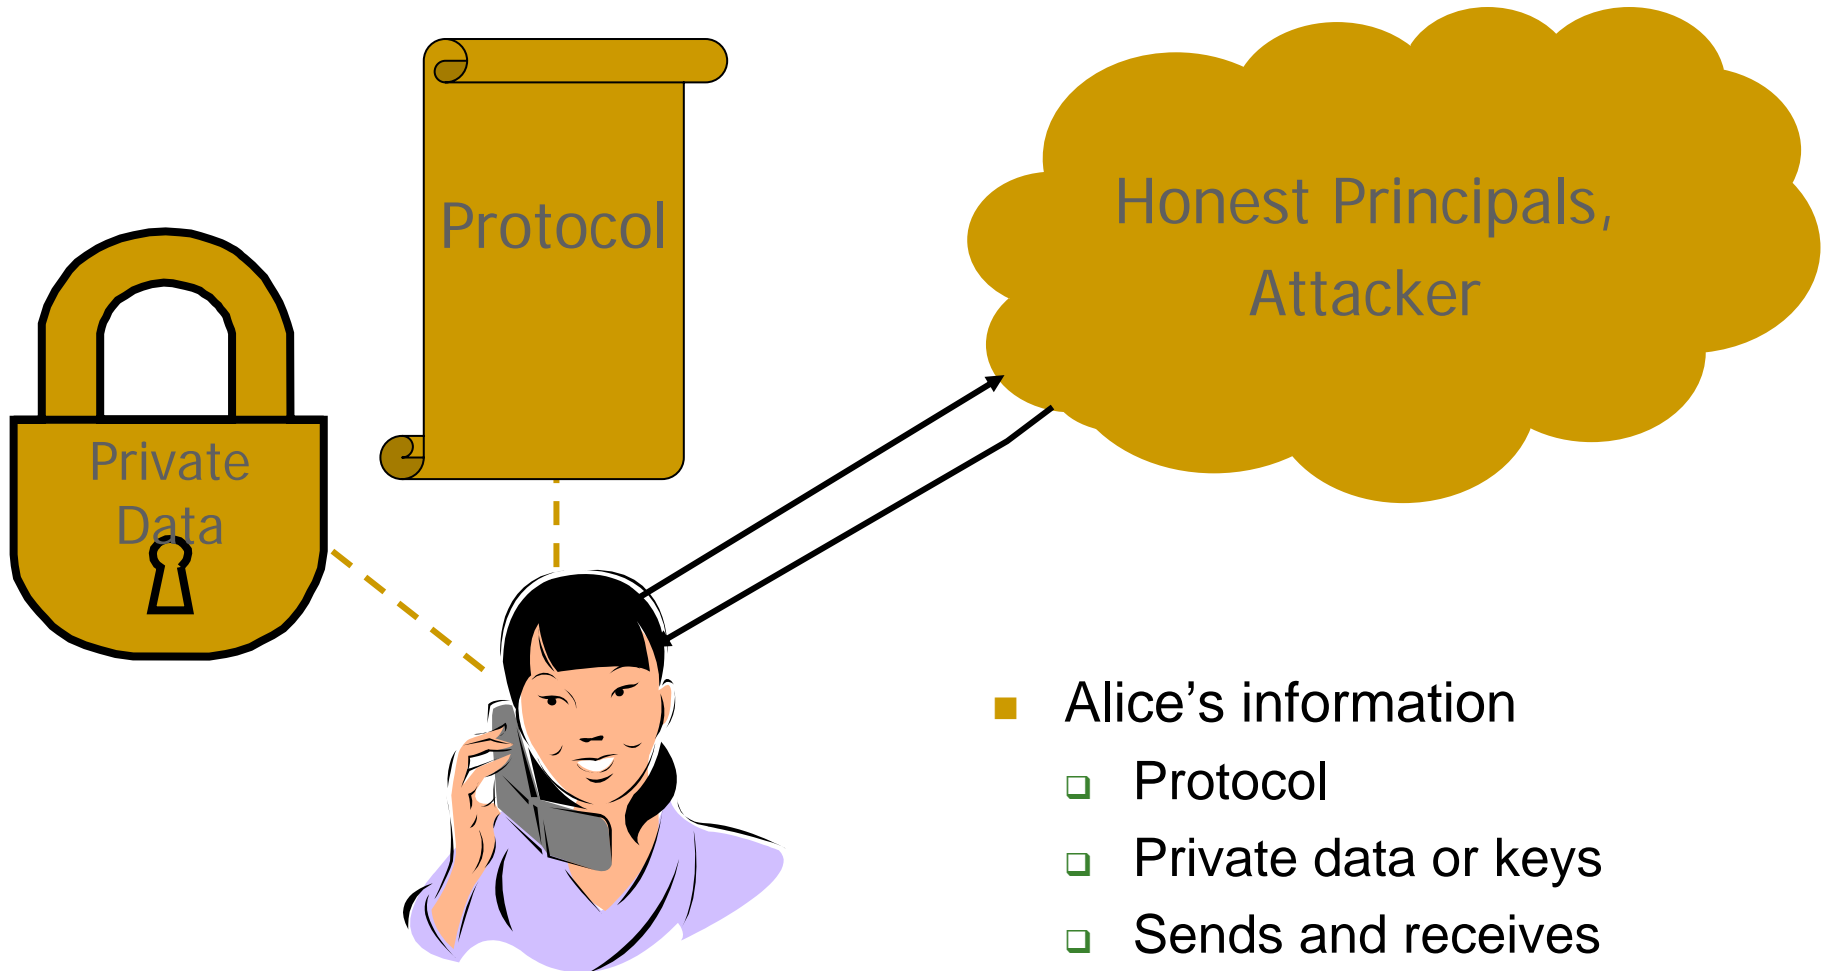 Protocol
Honest Principals,
Attacker
Private
Data
Alice’s information
Protocol
Private data or keys
Sends and receives